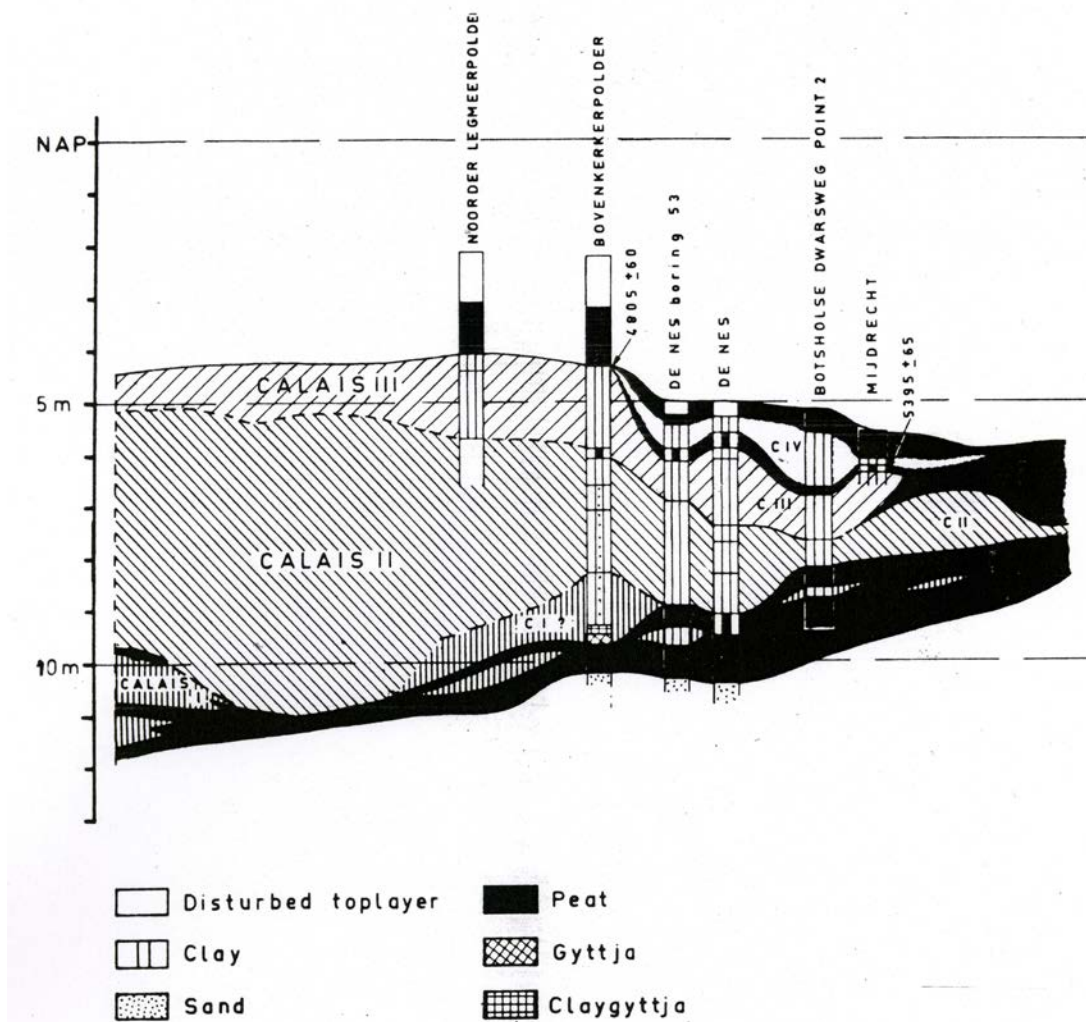 NAP
5 m
10 m
NOORDER LEGMEERPOLDE
BOVENKERKERPOLDER
4805 ±60
DE NES boring 53
DE NES
BOTSHOLSE DWARSWEG POINT 2
MIJDRECHT
5395 ±65
CALAIS III
C IV
C III
C II
CALAIS II
C I ?
CALAIS I
Disturbed toplayer
Peat
Clay
Gyttja
Sand
Claygyttja